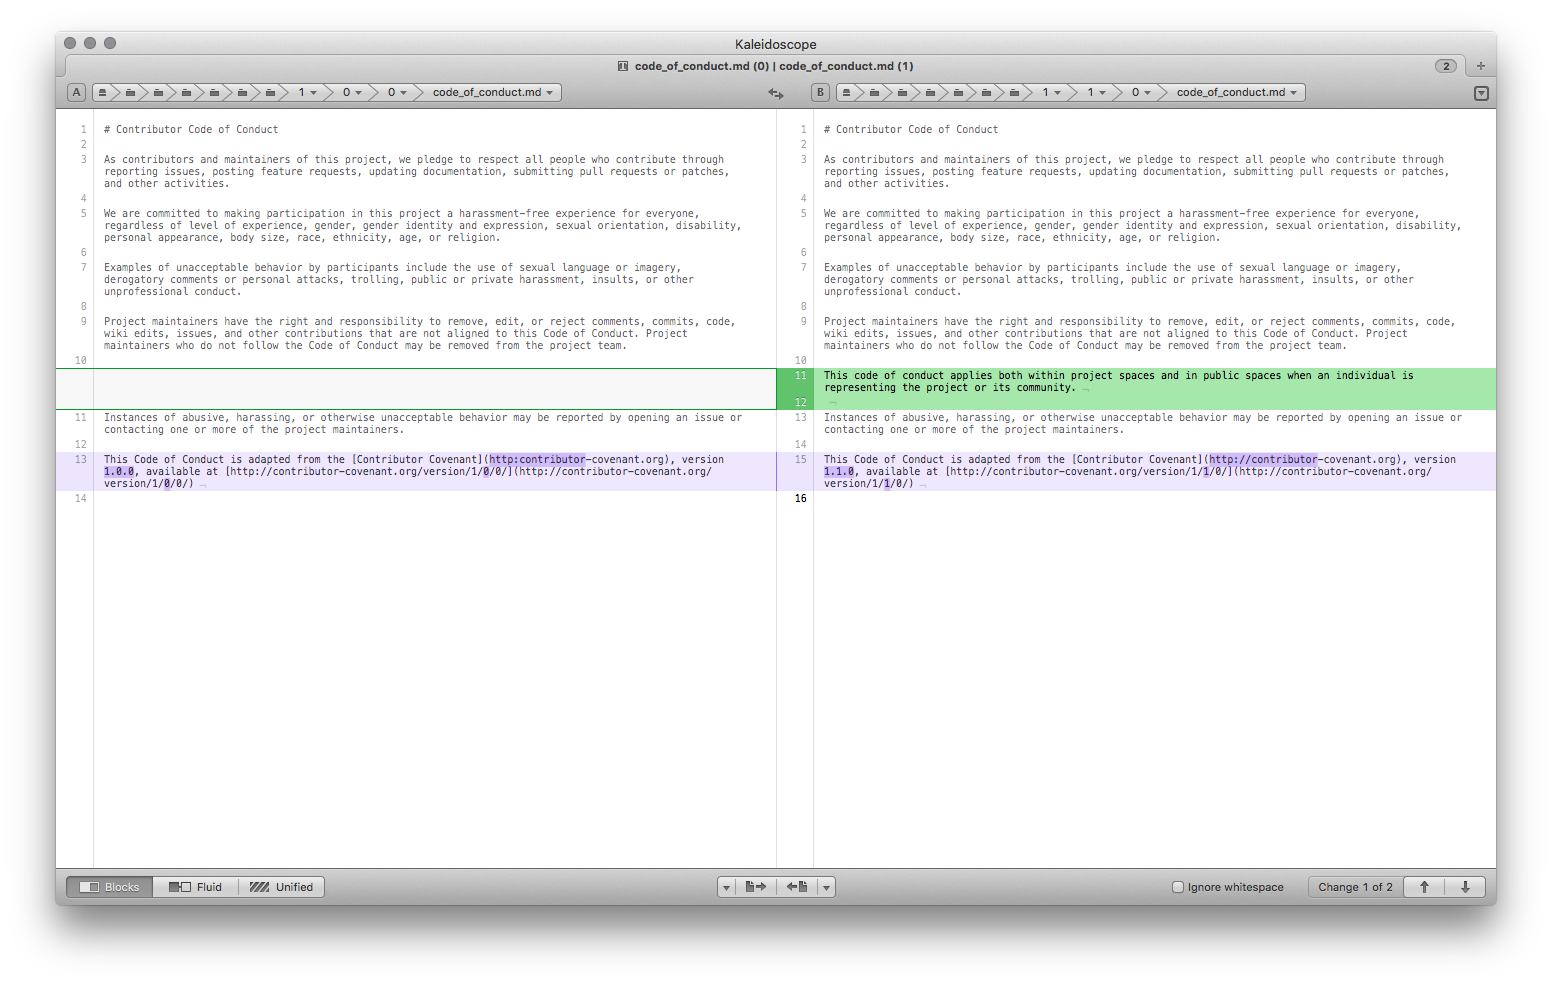 Kaleidoscope
code_of_conduct.md (0) | code_of_conduct.md (1)
2
+
A
1
0
0
code_of_conduct.md
B
1
1
0
code_of_conduct.md
1 # Contributor Code of Conduct
2
3 As contributors and maintainers of this project, we pledge to respect all people who contribute through
reporting issues, posting feature requests, updating documentation, submitting pull requests or patches,
and other activities.
4
5 We are committed to making participation in this project a harassment-free experience for everyone,
regardless of level of experience, gender, gender identity and expression, sexual orientation, disability,
personal appearance, body size, race, ethnicity, age, or religion.
6
7 Examples of unacceptable behavior by participants include the use of sexual language or imagery,
derogatory comments or personal attacks, trolling, public or private harassment, insults, or other
unprofessional conduct.
8
9 Project maintainers have the right and responsibility to remove, edit, or reject comments, commits, code,
wiki edits, issues, and other contributions that are not aligned to this Code of Conduct. Project
maintainers who do not follow the Code of Conduct may be removed from the project team.
10
11 Instances of abusive, harassing, or otherwise unacceptable behavior may be reported by opening an issue or
contacting one or more of the project maintainers.
12
13 This Code of Conduct is adapted from the [Contributor Covenant](http:contributor-covenant.org), version
1.0.0, available at [http://contributor-covenant.org/version/1/0/0/](http://contributor-covenant.org/
version/1/0/0/)
14
1 # Contributor Code of Conduct
2
3 As contributors and maintainers of this project, we pledge to respect all people who contribute through
reporting issues, posting feature requests, updating documentation, submitting pull requests or patches,
and other activities.
4
5 We are committed to making participation in this project a harassment-free experience for everyone,
regardless of level of experience, gender, gender identity and expression, sexual orientation, disability,
personal appearance, body size, race, ethnicity, age, or religion.
6
7 Examples of unacceptable behavior by participants include the use of sexual language or imagery,
derogatory comments or personal attacks, trolling, public or private harassment, insults, or other
unprofessional conduct.
8
9 Project maintainers have the right and responsibility to remove, edit, or reject comments, commits, code,
wiki edits, issues, and other contributions that are not aligned to this Code of Conduct. Project
maintainers who do not follow the Code of Conduct may be removed from the project team.
10
11 This code of conduct applies both within project spaces and in public spaces when an individual is
representing the project or its community.
12
13 Instances of abusive, harassing, or otherwise unacceptable behavior may be reported by opening an issue or
contacting one or more of the project maintainers.
14
15 This Code of Conduct is adapted from the [Contributor Covenant](http://contributor-covenant.org), version
1.1.0, available at [http://contributor-covenant.org/version/1/1/0/](http://contributor-covenant.org/
version/1/1/0/)
16
Blocks
Fluid
Unified
Ignore whitespace
Change 1 of 2